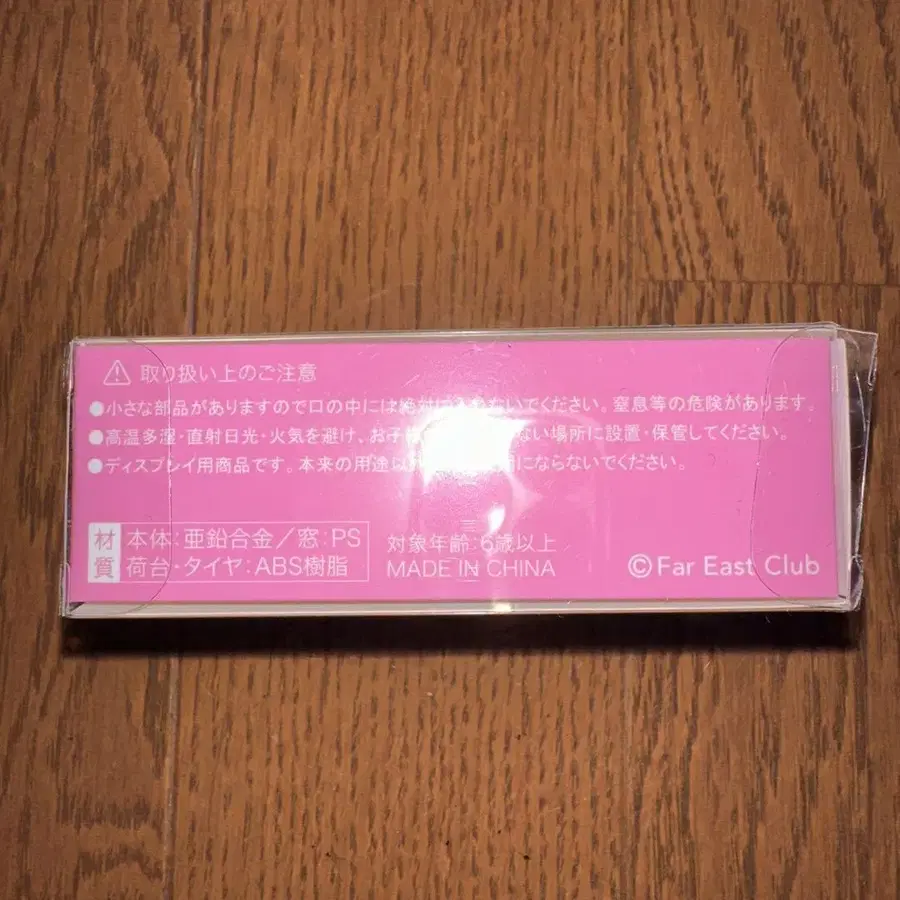 取り扱い上のご注意
●小さな部品がありますので口の中には絶対に入れないでください。窒息等の危険があります。
●高温多湿・直射日光・火気を避け、お子 ない場所に設置・保管してください。
●ディスプレイ用商品です。本来の用途以 にならないでください。
材質
本体:亜鉛合金/窓:PS
荷台・タイヤ:ABS樹脂
対象年齢:6歳以上
MADE IN CHINA
©Far East Club